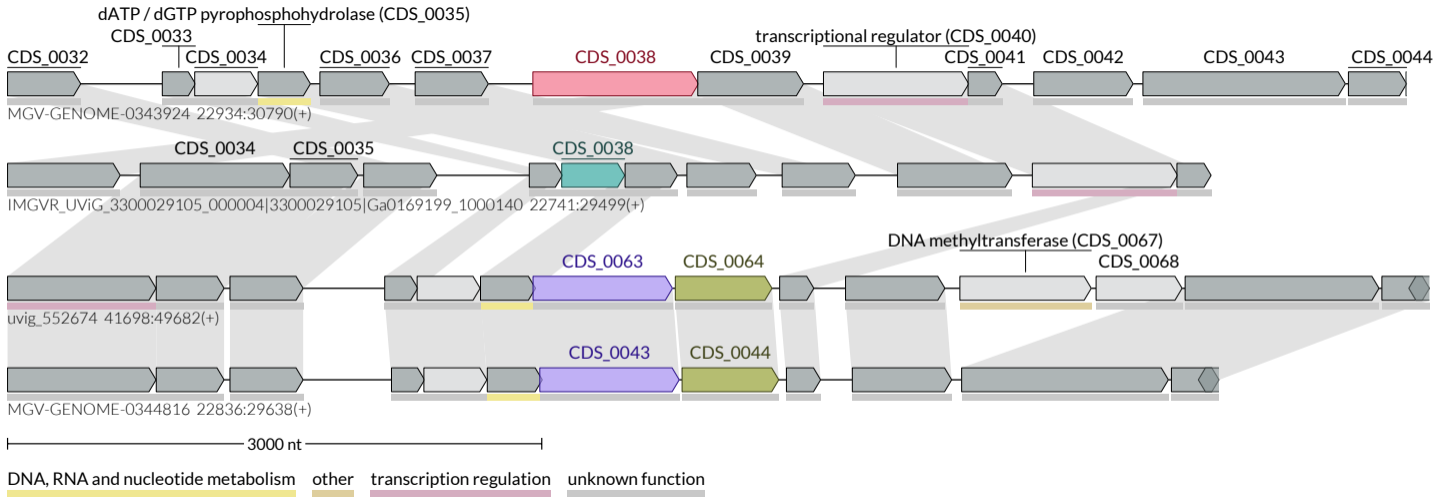 dATP / dGTP pyrophosphohydrolase (CDS_0035)
CDS_0033 transcriptional regulator (CDS_0040)
CDS_0032 CDS_0034 CDS_0036 CDS_0037 CDS_0038 CDS_0039 CDS_0041 CDS_0042 CDS_0043 CDS_0044
MGV-GENOME-0343924 22934:30790(+)
CDS_0034 CDS_0035 CDS_0038
IMGVR_UViG_3300029105_000004|3300029105|Ga0169199_1000140 22741:29499(+)
DNA methyltransferase (CDS_0067)
CDS_0063 CDS_0064 CDS_0068
uvig_552674 41698:49682(+)
CDS_0043 CDS_0044
MGV-GENOME-0344816 22836:29638(+)
3000 nt
DNA, RNA and nucleotide metabolism other transcription regulation unknown function